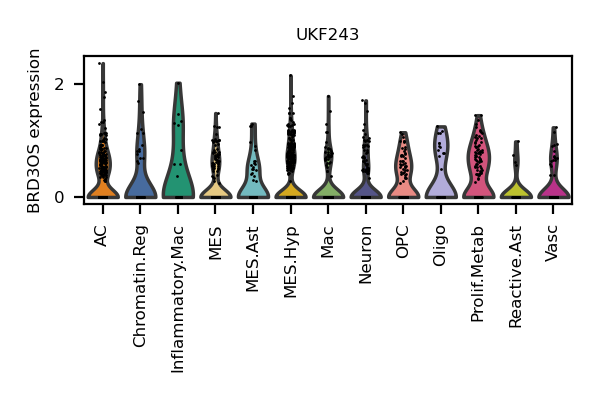 UKF243
BRD3OS expression
2
0
AC
Chromatin.Reg
Inflammatory.Mac
MES
MES.Ast
MES.Hyp
Mac
Neuron
OPC
Oligo
Prolif.Metab
Reactive.Ast
Vasc